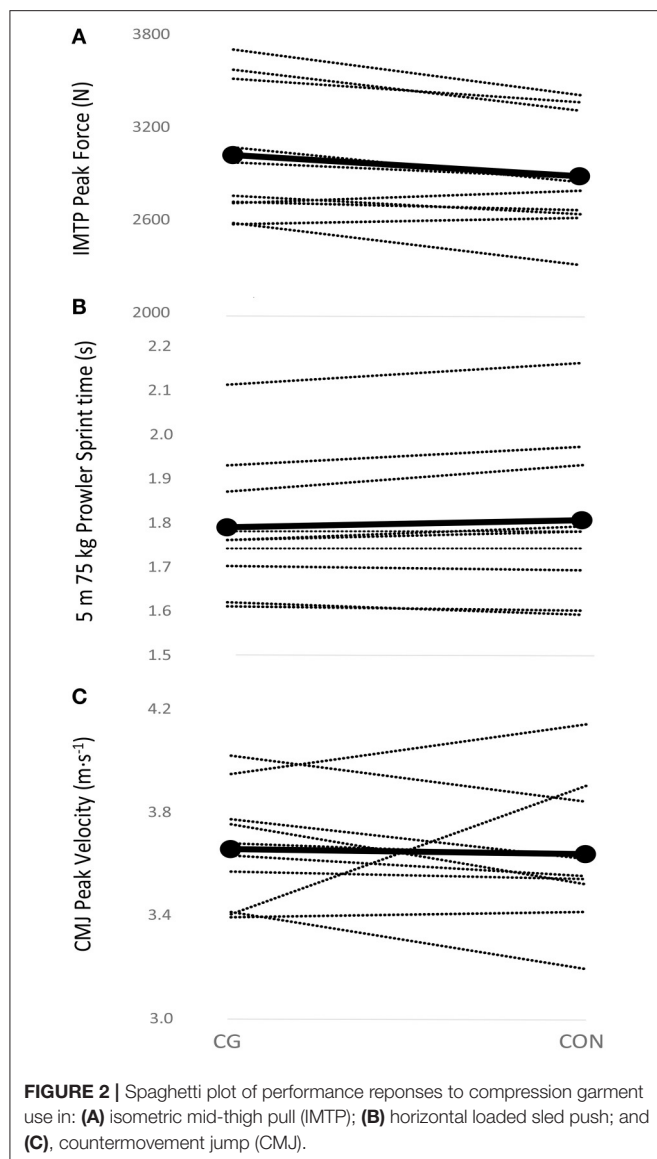 A
3800
3200
2600
2000
IMTP Peak Force (N)
B
2.2
2.1
2.0
1.9
1.8
1.7
1.6
1.5
5 m 75 kg Prowler Sprint time (s)
C
4.2
3.8
3.4
3.0
CMJ Peak Velocity (m·s⁻¹)
CG CON
FIGURE 2 | Spaghetti plot of performance reponses to compression garment
use in: (A) isometric mid-thigh pull (IMTP); (B) horizontal loaded sled push; and
(C), countermovement jump (CMJ).